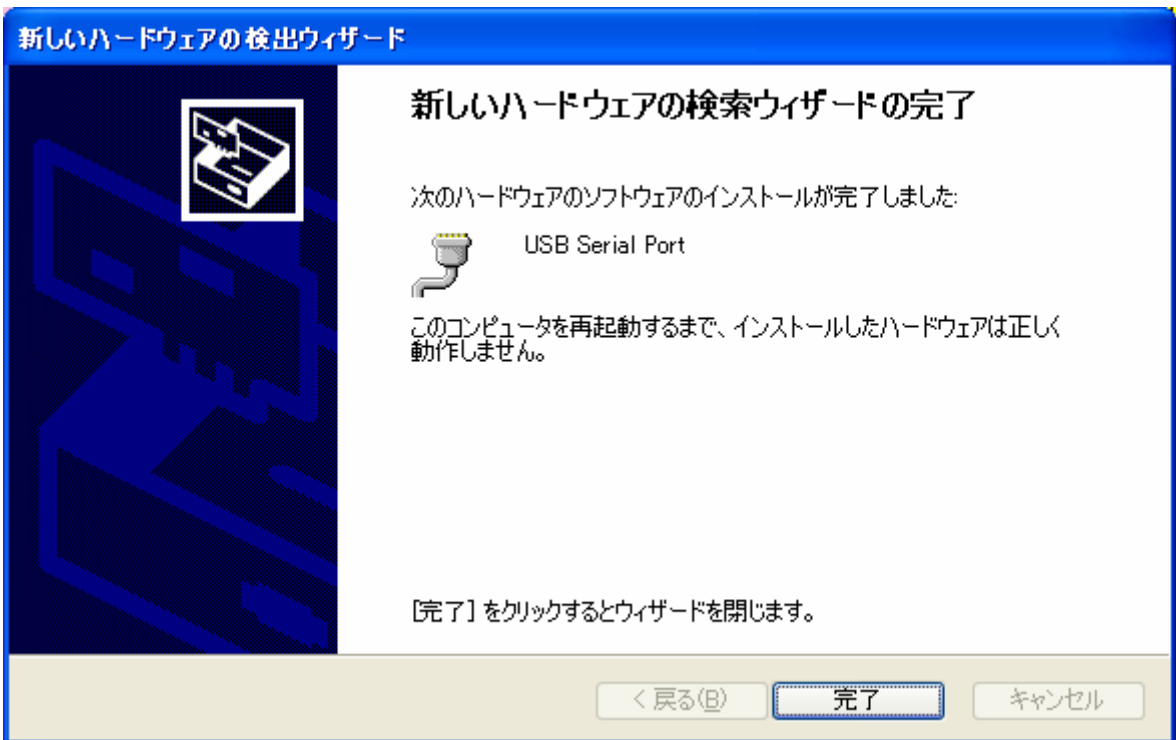 新しいハードウェアの検出ウィザード
新しいハードウェアの検索ウィザードの完了
次のハードウェアのソフトウェアのインストールが完了しました:
USB Serial Port
このコンピュータを再起動するまで、インストールしたハードウェアは正しく
動作しません。
[完了] をクリックするとウィザードを閉じます。
< 戻る(B)
完了
キャンセル